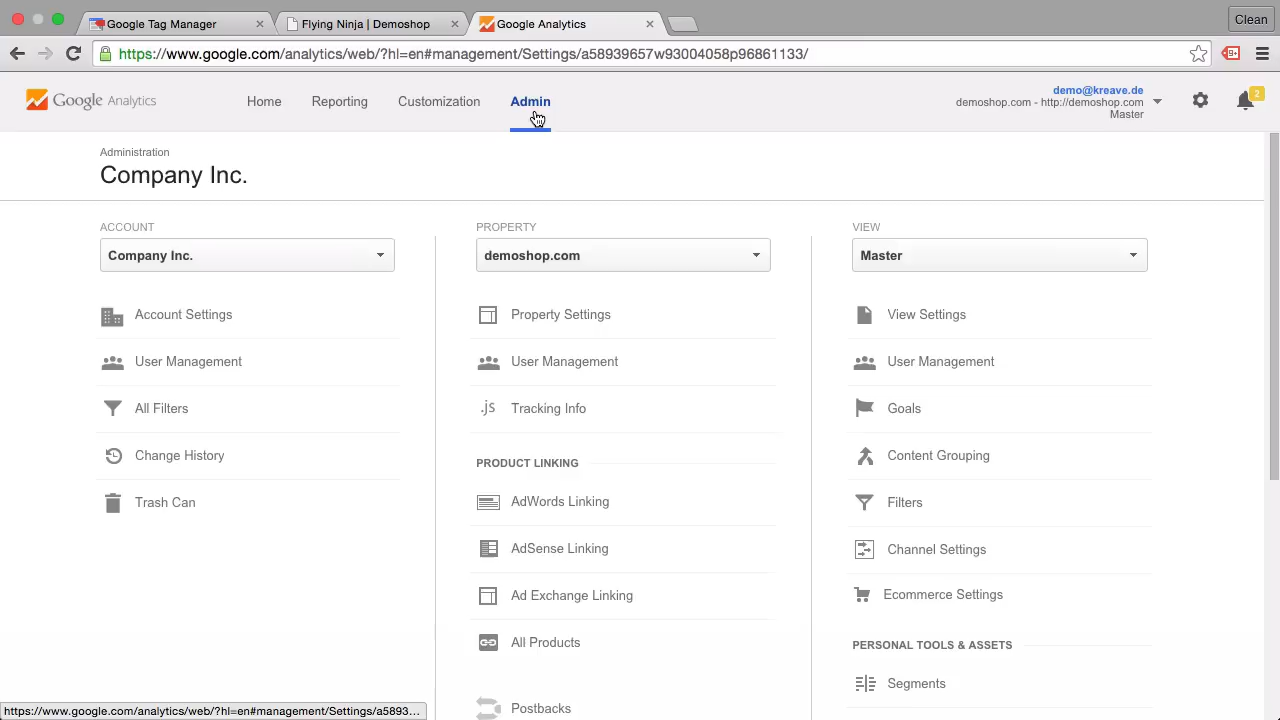 Google Tag Manager
Flying Ninja | Demoshop
Google Analytics
Clean
https://www.google.com/analytics/web/?hl=en#management/Settings/a58939657w93004058p96861133/
9+
Google Analytics
Home
Reporting
Customization
Admin
demo@kreave.de
demoshop.com - http://demoshop.com
Master
2
Administration
Company Inc.
ACCOUNT
Company Inc.
Account Settings
User Management
All Filters
Change History
Trash Can
PROPERTY
demoshop.com
Property Settings
User Management
.js Tracking Info
PRODUCT LINKING
AdWords Linking
AdSense Linking
Ad Exchange Linking
All Products
Postbacks
VIEW
Master
View Settings
User Management
Goals
Content Grouping
Filters
Channel Settings
Ecommerce Settings
PERSONAL TOOLS & ASSETS
Segments
https://www.google.com/analytics/web/?hl=en#management/Settings/a5893...